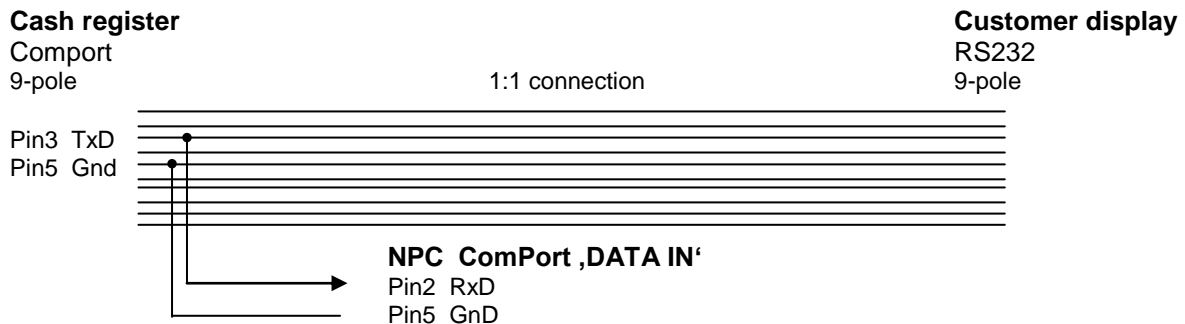 Cash register
Customer display
Comport
RS232
9-pole
1:1 connection
9-pole
Pin3 TxD
Pin5 Gnd
NPC ComPort ‚DATA IN‘
Pin2 RxD
Pin5 GnD